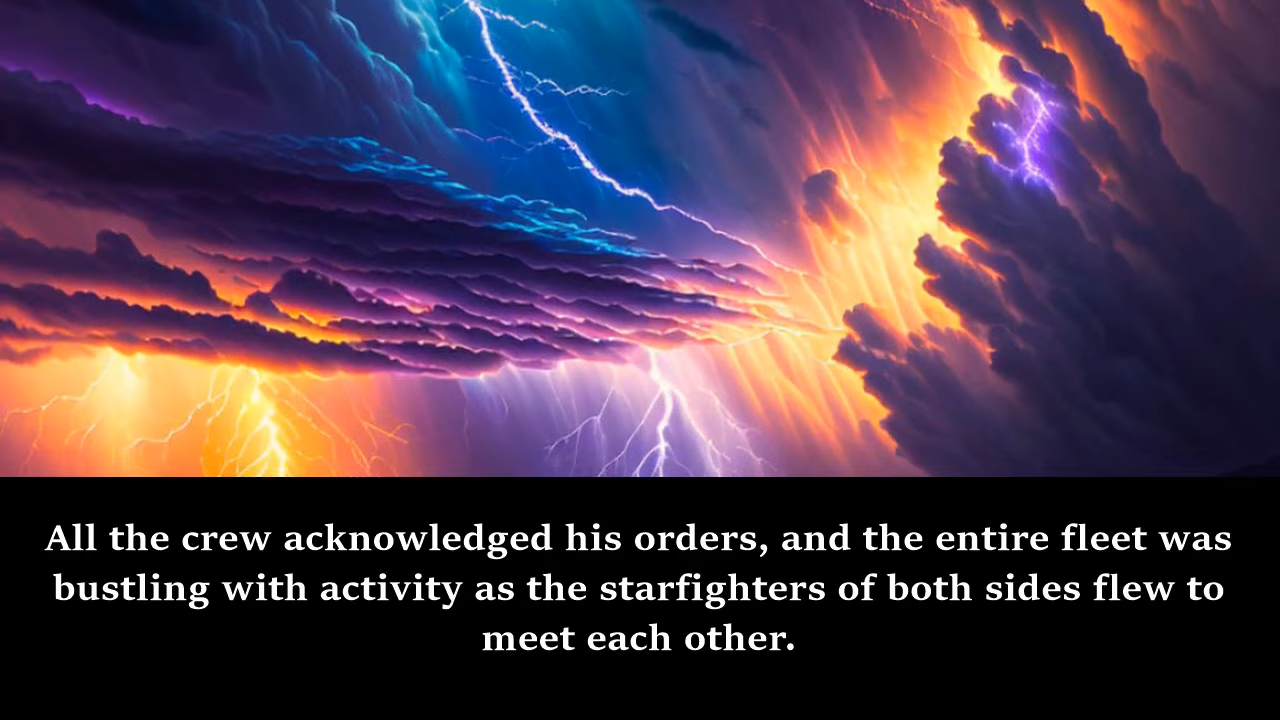 All the crew acknowledged his orders, and the entire fleet was
bustling with activity as the starfighters of both sides flew to
meet each other.